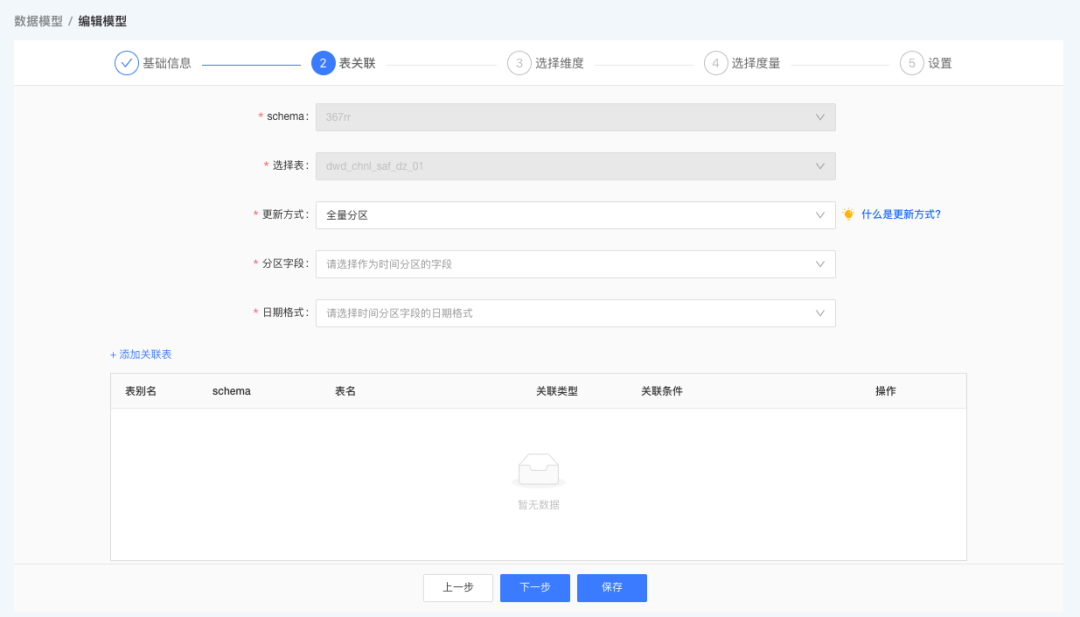 数据模型 / 编辑模型
基础信息 2 表关联 3 选择维度 4 选择度量 5 设置
* schema: 367rr
* 选择表: dwd_chnl_saf_dz_01
* 更新方式: 全量分区 什么是更新方式?
* 分区字段: 请选择作为时间分区的字段
* 日期格式: 请选择时间分区字段的日期格式
+ 添加关联表
表别名 schema 表名 关联类型 关联条件 操作
暂无数据
上一步 下一步 保存